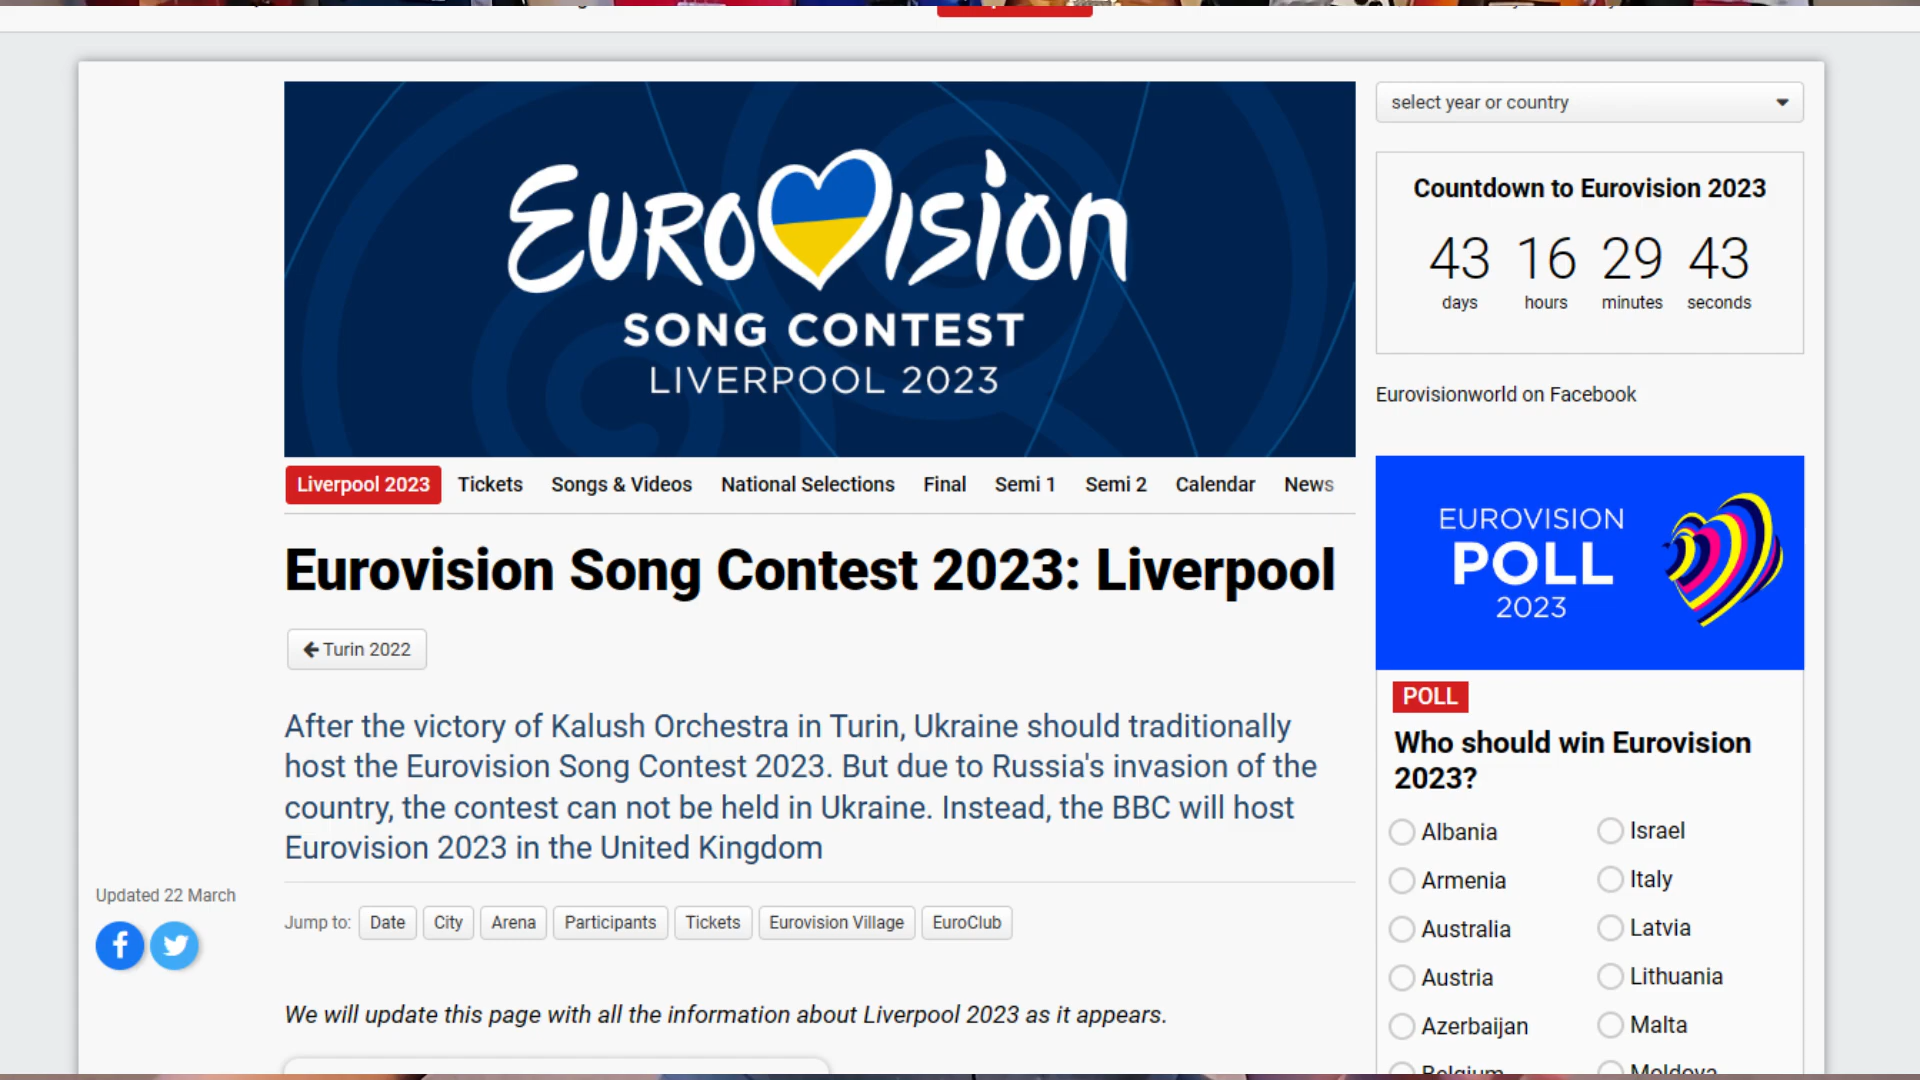 EUROVISION
SONG CONTEST
LIVERPOOL 2023
Liverpool 2023 Tickets Songs & Videos National Selections Final Semi 1 Semi 2 Calendar News
Eurovision Song Contest 2023: Liverpool
Turin 2022
After the victory of Kalush Orchestra in Turin, Ukraine should traditionally
host the Eurovision Song Contest 2023. But due to Russia's invasion of the
country, the contest can not be held in Ukraine. Instead, the BBC will host
Eurovision 2023 in the United Kingdom
Updated 22 March
Jump to: Date City Arena Participants Tickets Eurovision Village EuroClub
We will update this page with all the information about Liverpool 2023 as it appears.
select year or country
Countdown to Eurovision 2023
43 16 29 43
days hours minutes seconds
Eurovisionworld on Facebook
EUROVISION
POLL
2023
POLL
Who should win Eurovision
2023?
Albania
Armenia
Australia
Austria
Azerbaijan
Belgium
Israel
Italy
Latvia
Lithuania
Malta
Moldova